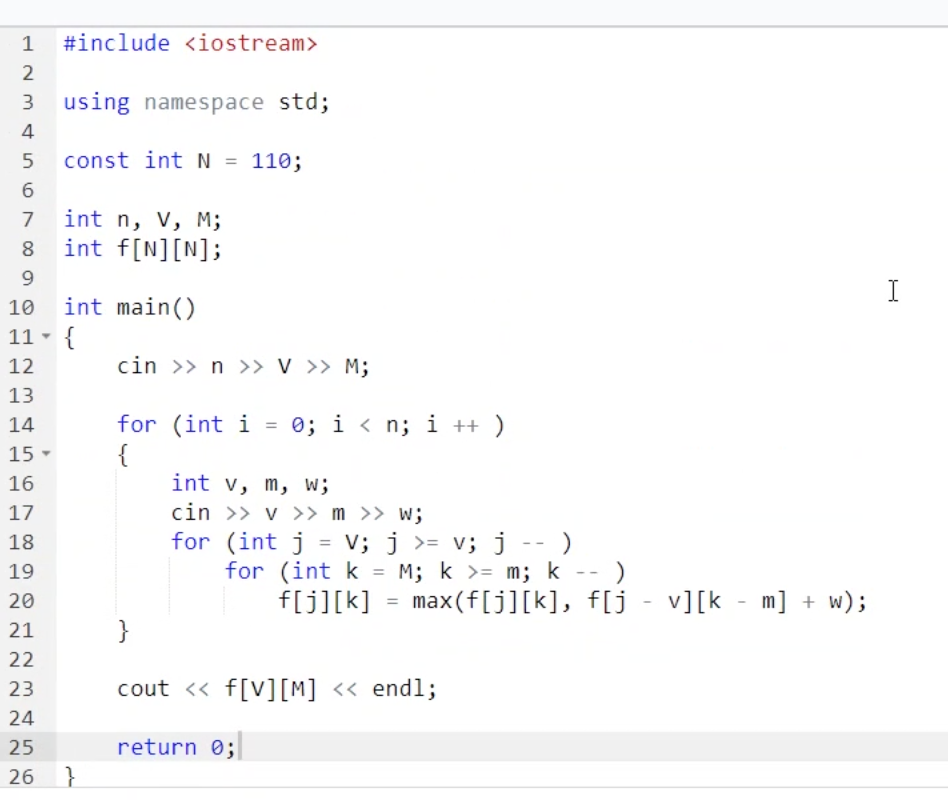 1 #include <iostream>
2
3 using namespace std;
4
5 const int N = 110;
6
7 int n, V, M;
8 int f[N][N];
9
10 int main()
11 {
12     cin >> n >> V >> M;
13
14     for (int i = 0; i < n; i ++ )
15     {
16         int v, m, w;
17         cin >> v >> m >> w;
18         for (int j = V; j >= v; j -- )
19             for (int k = M; k >= m; k -- )
20                 f[j][k] = max(f[j][k], f[j - v][k - m] + w);
21     }
22
23     cout << f[V][M] << endl;
24
25     return 0;
26 }